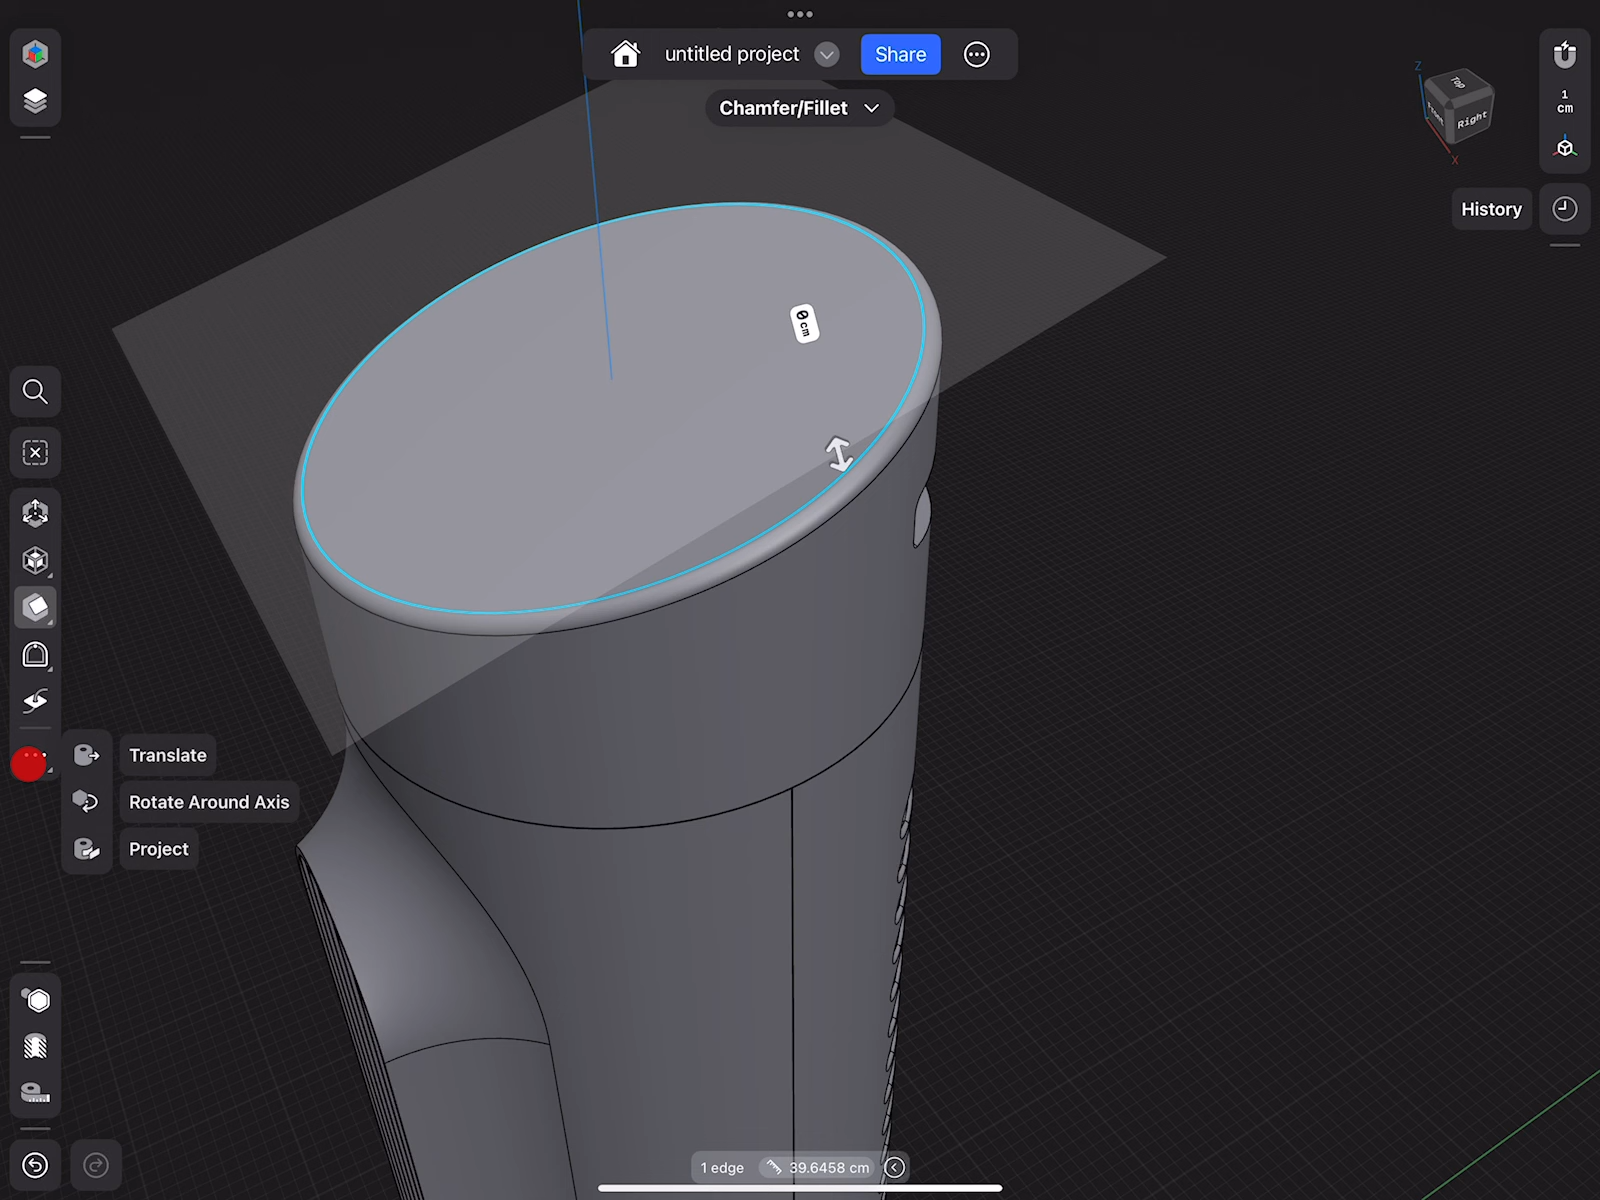 untitled project
Share
Chamfer/Fillet
Z
Top
Front
Right
X
1
cm
History
0 cm
Translate
Rotate Around Axis
Project
1 edge
39.6458 cm